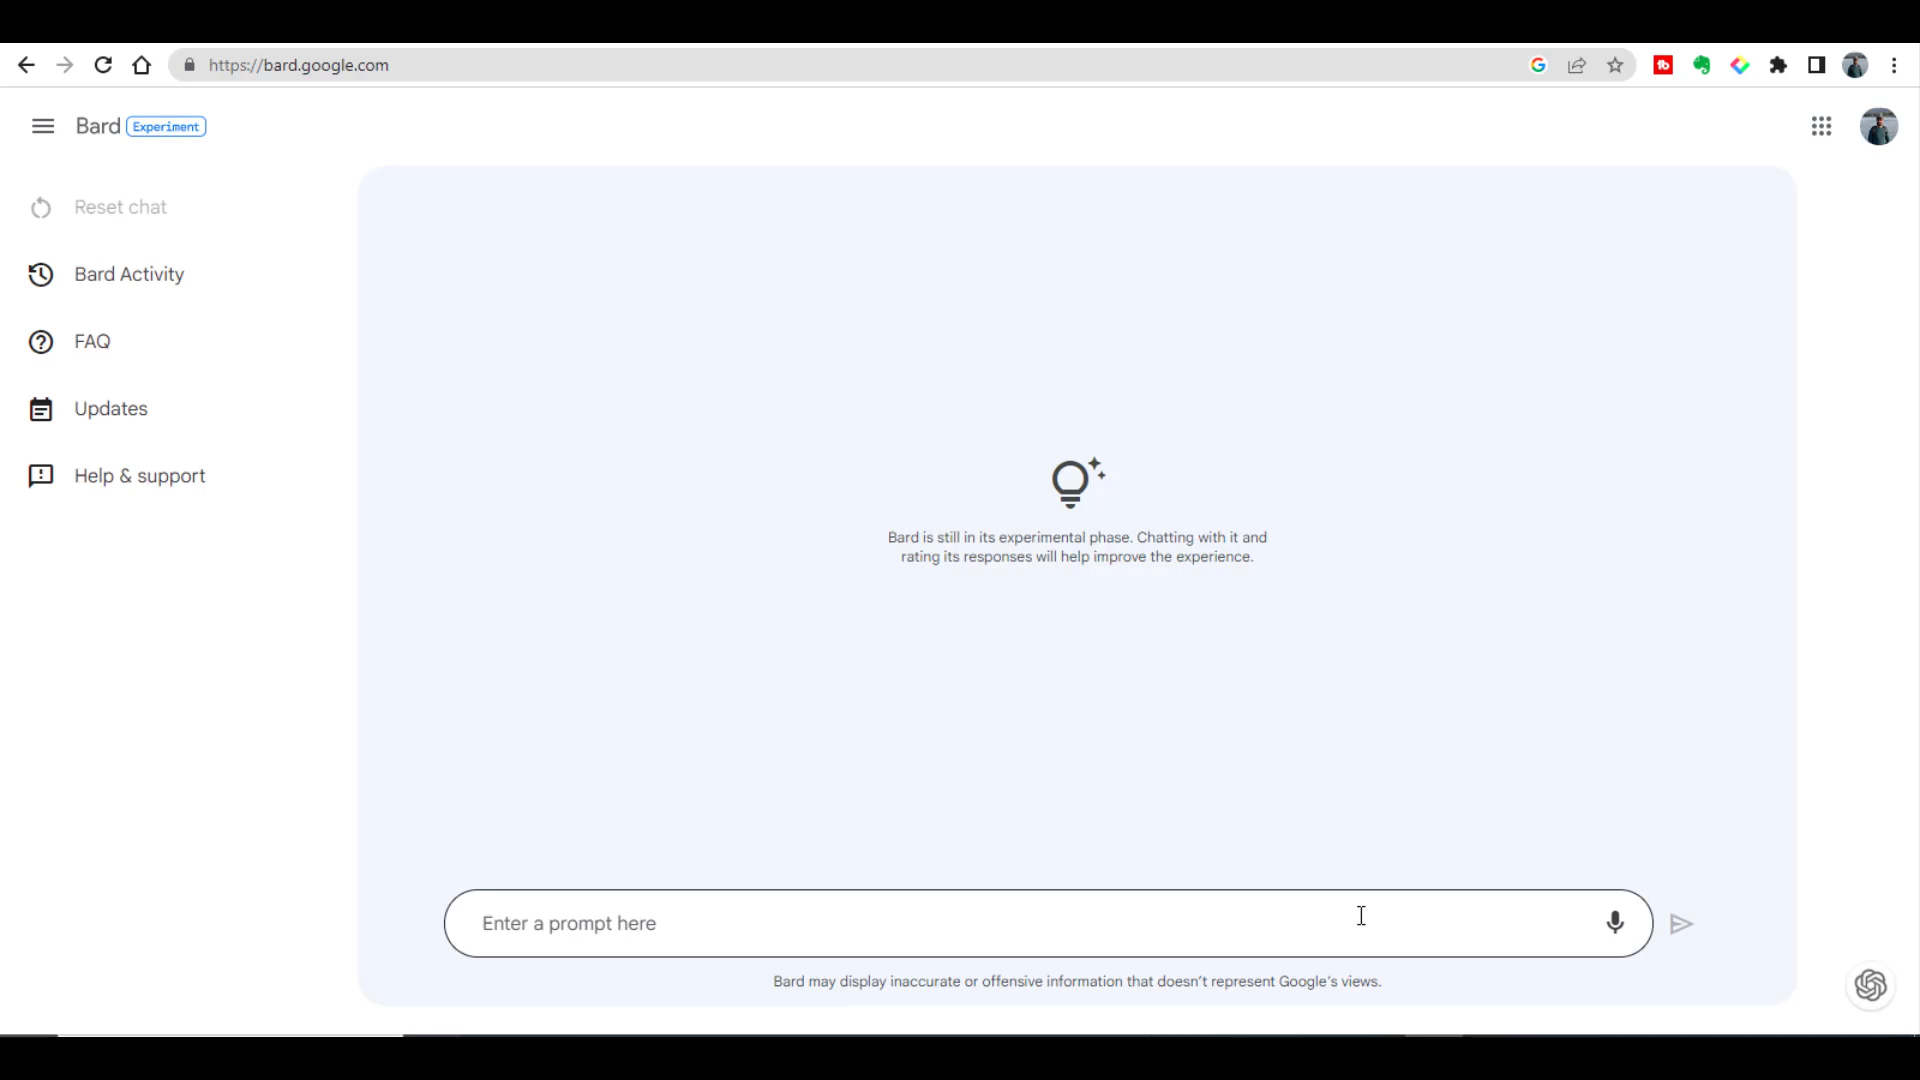 https://bard.google.com
Bard Experiment
Reset chat
Bard Activity
FAQ
Updates
Help & support
Bard is still in its experimental phase. Chatting with it and
rating its responses will help improve the experience.
Enter a prompt here
Bard may display inaccurate or offensive information that doesn't represent Google's views.